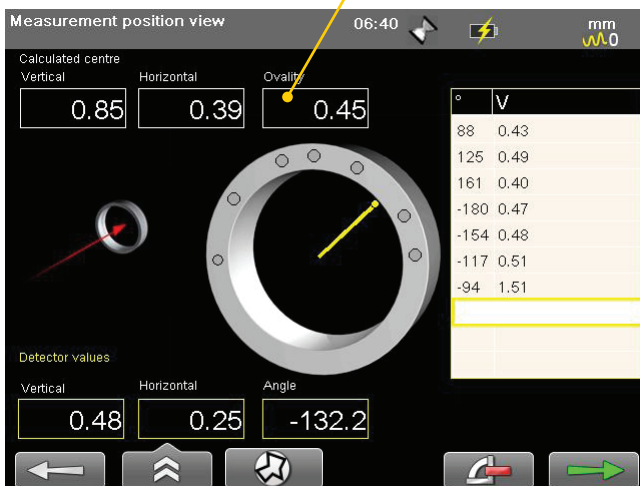 Measurement position view 06:40 mm
0
Calculated centre
Vertical Horizontal Ovality
0.85 0.39 0.45
° V
88 0.43
125 0.49
161 0.40
-180 0.47
-154 0.48
-117 0.51
-94 1.51
Detector values
Vertical Horizontal Angle
0.48 0.25 -132.2